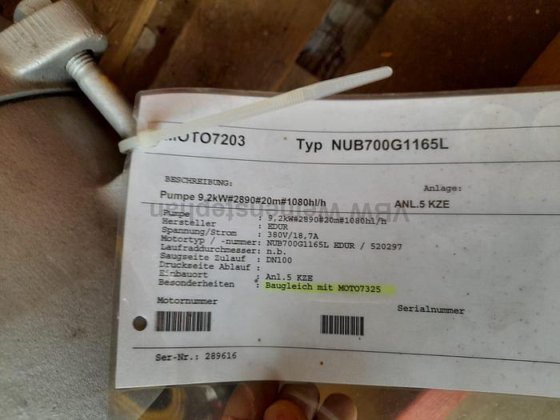 MOTO7203 Typ NUB700G1165L
BESCHREIBUNG: Anlage:
Pumpe 9,2kW#2890#20m#1080hl/h ANL.5 KZE
VBW Weihenstephan
Pumpe : 9,2kW#2890#20m#1080hl/h
Hersteller : EDUR
Spannung/Strom : 380V/18,7A
Motortyp / -nummer: NUB700G1165L EDUR / 520297
Laufraddurchmesser: n.b.
Saugseite Zulauf : DN100
Druckseite Ablauf :
Einbauort : Anl.5 KZE
Besonderheiten : Baugleich mit MOTO7325
Motornummer Serialnummer
Ser-Nr.: 289616